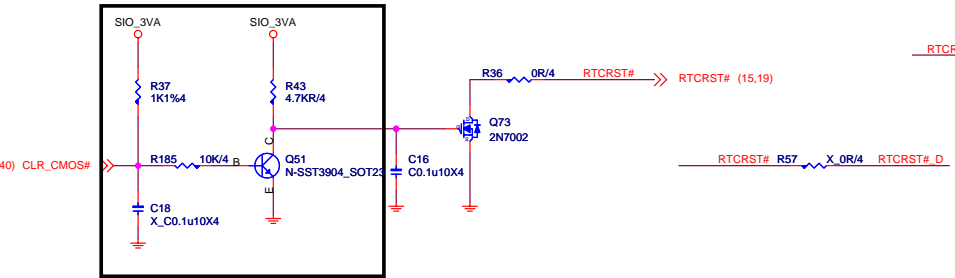 SIO_3VA
SIO_3VA
RTCR
R37
1K1%4
R43
4.7KR/4
R36 0R/4 RTCRST# RTCRST# (15,19)
Q73
2N7002
40) CLR_CMOS# R185 10K/4 B
C
E
Q51
N-SST3904_SOT23
C16
C0.1u10X4
RTCRST# R57 X_0R/4 RTCRST#_D
C18
X_C0.1u10X4